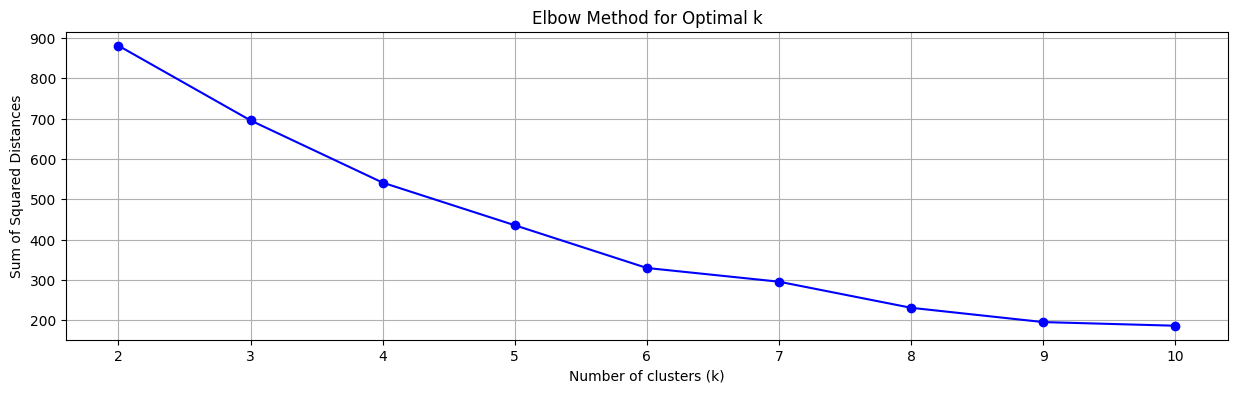 Elbow Method for Optimal k
900
800
700
600
500
400
300
200
Sum of Squared Distances
2 3 4 5 6 7 8 9 10
Number of clusters (k)